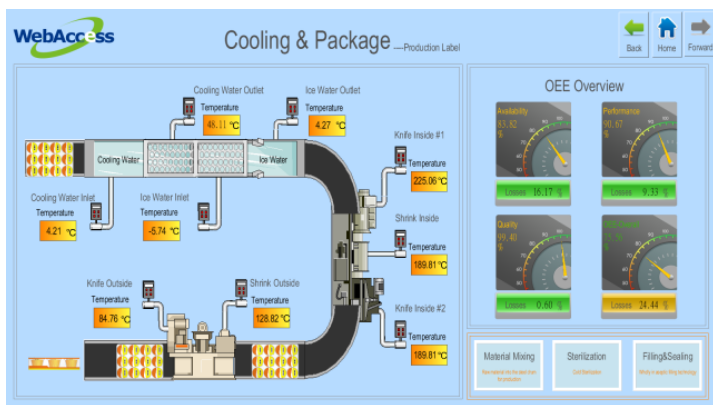 WebAccess
Cooling & Package —Production Label
Back
Home
Forward
Cooling Water Outlet
Temperature
48.11 °C
Ice Water Outlet
Temperature
4.27 °C
Cooling Water
Ice Water
Cooling Water Inlet
Temperature
4.21 °C
Ice Water Inlet
Temperature
-5.74 °C
Knife Inside #1
Temperature
225.06 °C
Shrink Inside
Temperature
189.81 °C
Knife Inside #2
Temperature
189.81 °C
Knife Outside
Temperature
84.76 °C
Shrink Outside
Temperature
128.82 °C
OEE Overview
Availability
83.82
%
Losses 16.17 %
Performance
90.67
%
Losses 9.33 %
Quality
99.40
%
Losses 0.60 %
Losses 24.44 %
Material Mixing
Sterilization
Filling&Sealing